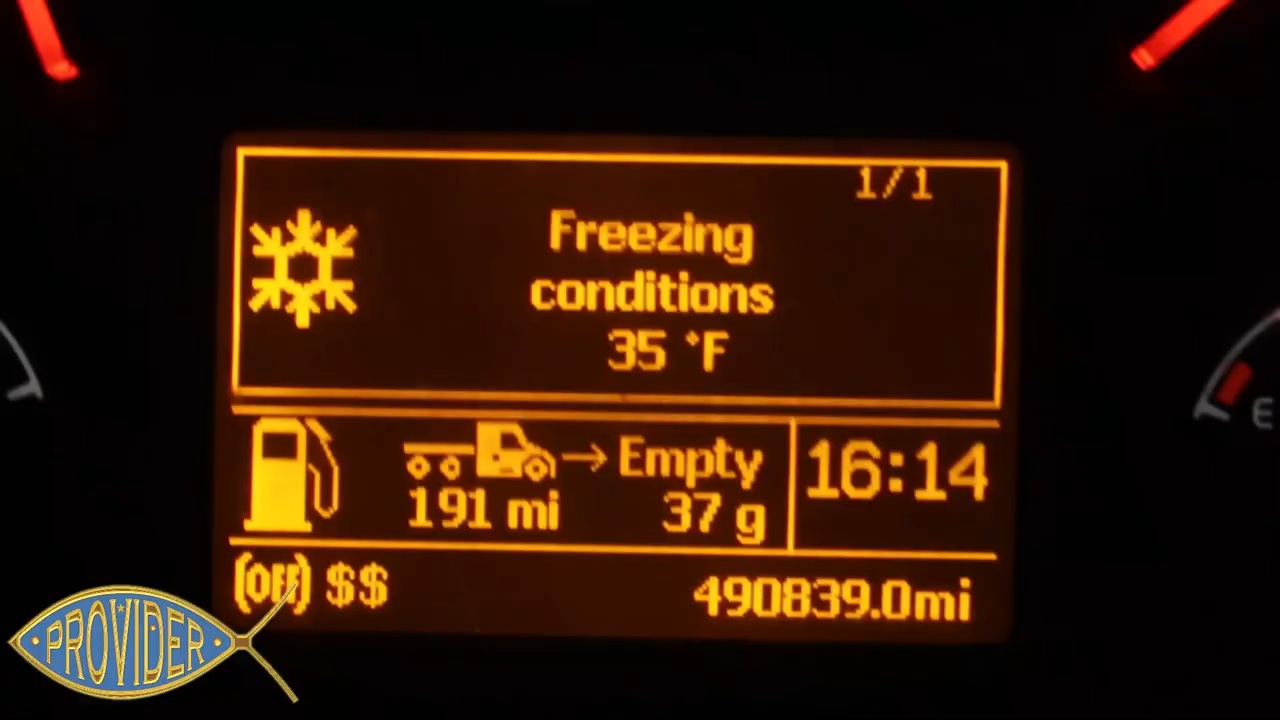 1/1
Freezing
conditions
35 °F
→ Empty
16:14
191 mi
37 g
(OFF) $$
490839.0mi
E
PROVIDER